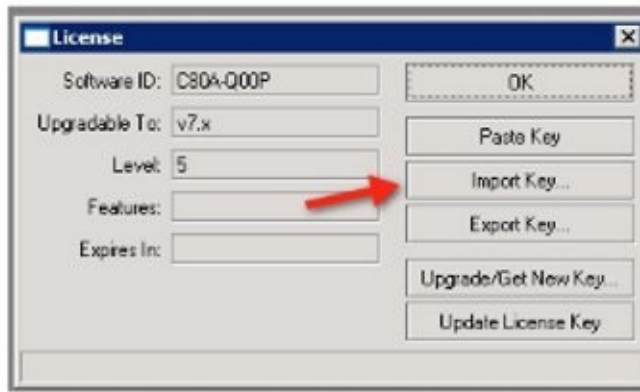 License
Software ID: C80A-Q00P
OK
Upgradable To: v7.x
Paste Key
Level: 5
Import Key...
Features:
Export Key...
Expires In:
Upgrade/Get New Key...
Update License Key